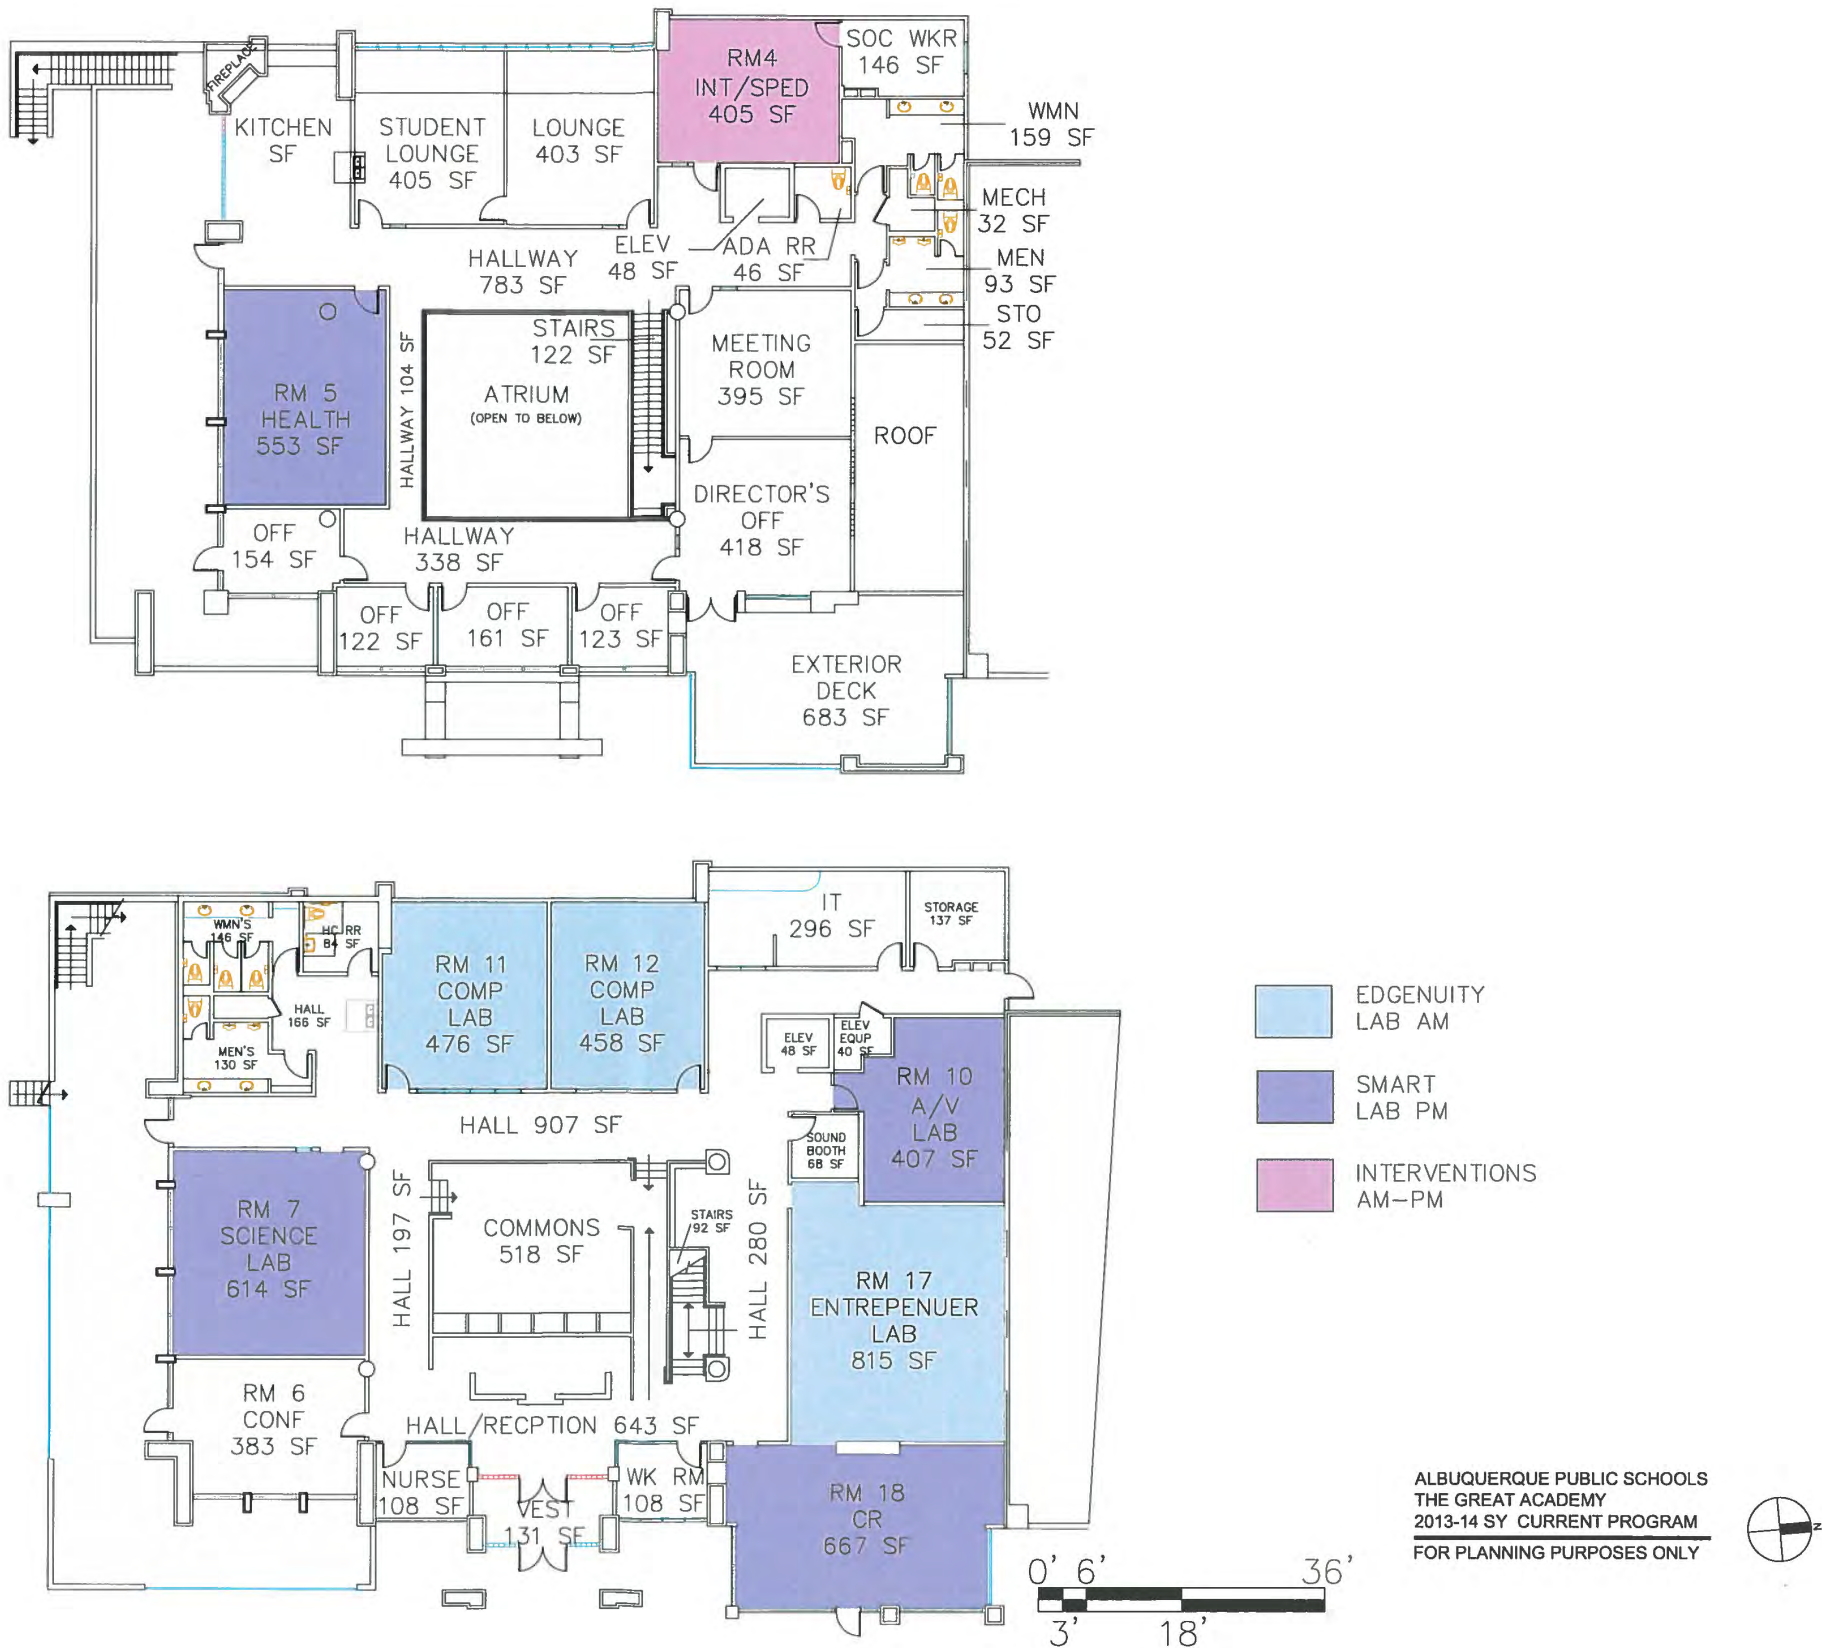 FIREPLACE
KITCHEN
SF
STUDENT
LOUNGE
405 SF
LOUNGE
403 SF
RM4
INT/SPED
405 SF
SOC WKR
146 SF
WMN
159 SF
MECH
32 SF
MEN
93 SF
STO
52 SF
HALLWAY
783 SF
ELEV
48 SF
ADA RR
46 SF
RM 5
HEALTH
553 SF
HALLWAY 104 SF
STAIRS
122 SF
ATRIUM
(OPEN TO BELOW)
MEETING
ROOM
395 SF
ROOF
DIRECTOR'S
OFF
418 SF
OFF
154 SF
HALLWAY
338 SF
OFF
122 SF
OFF
161 SF
OFF
123 SF
EXTERIOR
DECK
683 SF
WMN'S
146 SF
HC RR
84 SF
HALL
166 SF
MEN'S
130 SF
RM 11
COMP
LAB
476 SF
RM 12
COMP
LAB
458 SF
IT
296 SF
STORAGE
137 SF
ELEV
48 SF
ELEV
EQUP
40 SF
RM 10
A/V
LAB
407 SF
HALL 907 SF
SOUND
BOOTH
68 SF
RM 7
SCIENCE
LAB
614 SF
HALL 197 SF
COMMONS
518 SF
STAIRS
92 SF
HALL 280 SF
RM 17
ENTREPENUER
LAB
815 SF
RM 6
CONF
383 SF
HALL/RECPTION 643 SF
NURSE
108 SF
VEST
131 SF
WK RM
108 SF
RM 18
CR
667 SF
EDGENUITY
LAB AM
SMART
LAB PM
INTERVENTIONS
AM-PM
ALBUQUERQUE PUBLIC SCHOOLS
THE GREAT ACADEMY
2013-14 SY CURRENT PROGRAM
FOR PLANNING PURPOSES ONLY
N
0' 6' 36'
3' 18'